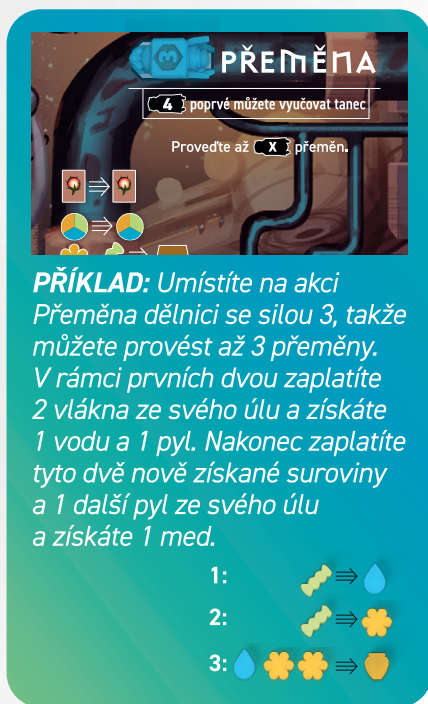 3
PŘEMĚNA
4 poprvé můžete vyučovat tanec
Proveďte až X přeměn.
PŘÍKLAD: Umístíte na akci
Přeměna dělnici se silou 3, takže
můžete provést až 3 přeměny.
V rámci prvních dvou zaplatíte
2 vlákna ze svého úlu a získáte
1 vodu a 1 pyl. Nakonec zaplatíte
tyto dvě nově získané suroviny
a 1 další pyl ze svého úlu
a získáte 1 med.
1:
2:
3: